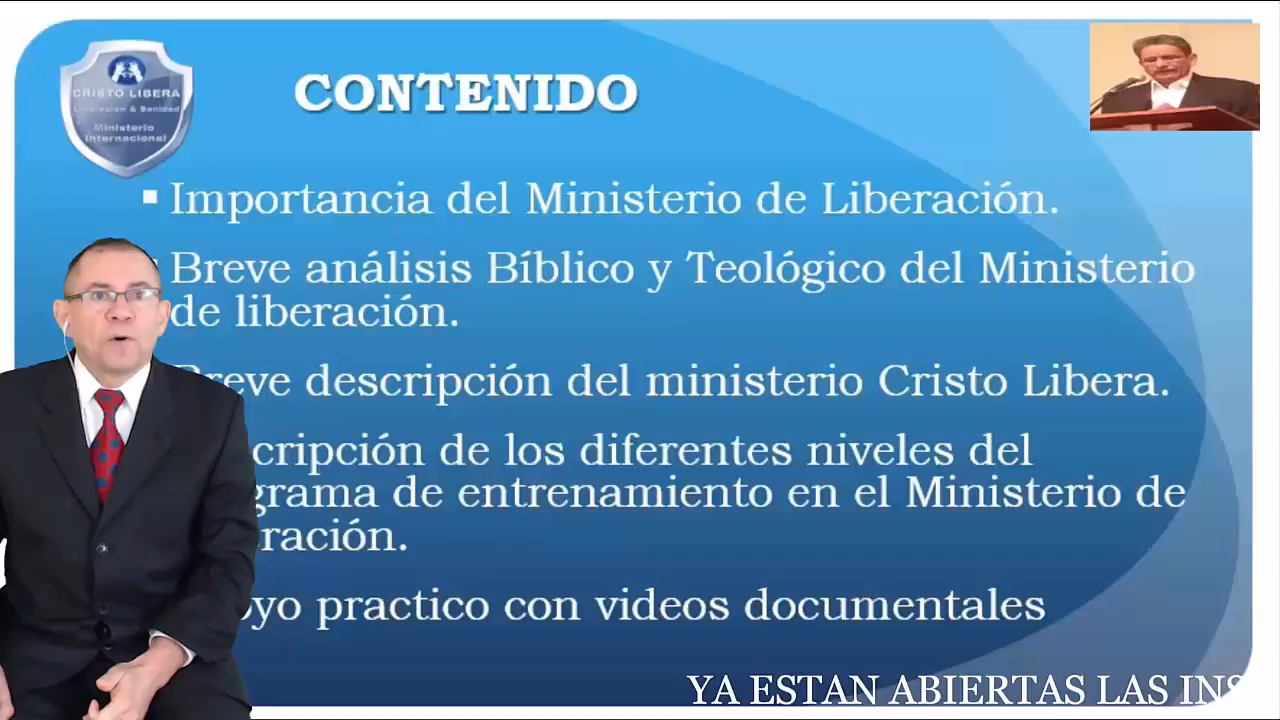 CRISTO LIBERA
Liberacion & Sanidad
Ministerio
Internacional
CONTENIDO
Importancia del Ministerio de Liberación.
Breve análisis Bíblico y Teológico del Ministerio
de liberación.
Breve descripción del ministerio Cristo Libera.
cripción de los diferentes niveles del
grama de entrenamiento en el Ministerio de
ración.
oyo practico con videos documentales
YA ESTAN ABIERTAS LAS INS